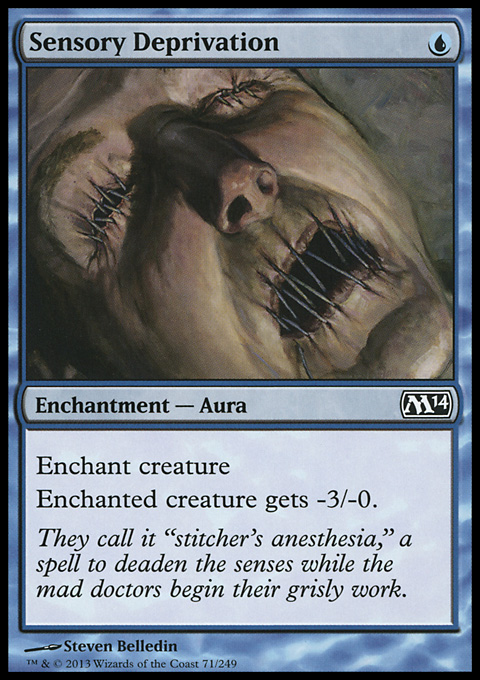 Sensory Deprivation
Enchantment — Aura
M14
Enchant creature
Enchanted creature gets -3/-0.
They call it “stitcher’s anesthesia,” a
spell to deaden the senses while the
mad doctors begin their grisly work.
Steven Belledin
™ & © 2013 Wizards of the Coast 71/249